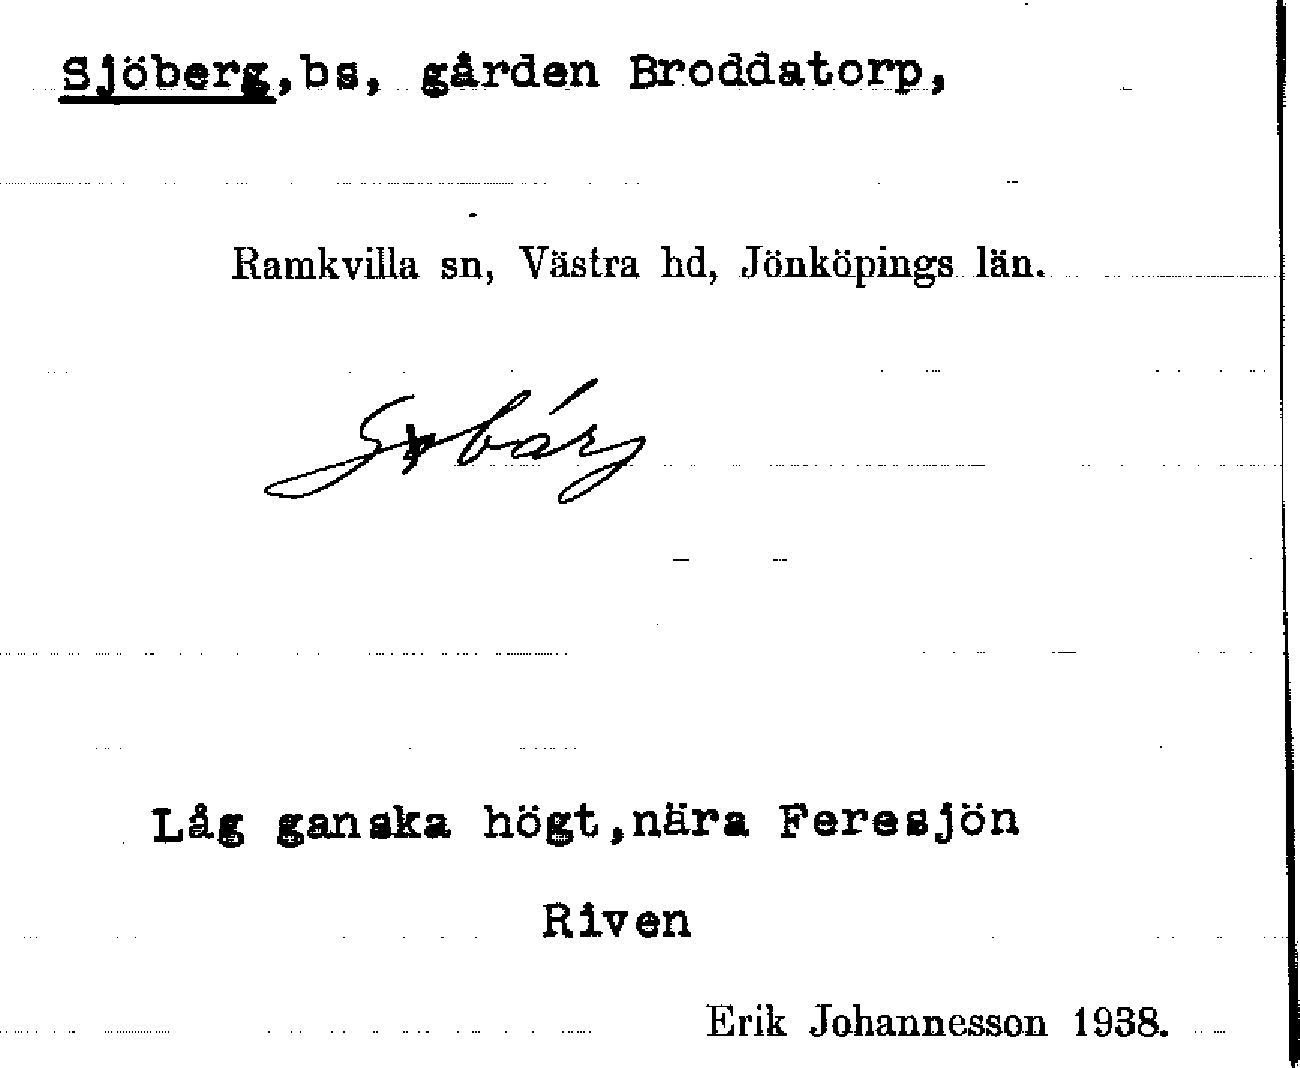 Sjöberg,bs, gården Broddatorp,
Ramkvilla sn, Västra hd, Jönköpings län.
Låg ganska högt,nära Feresjön
Riven
Erik Johannesson 1938.